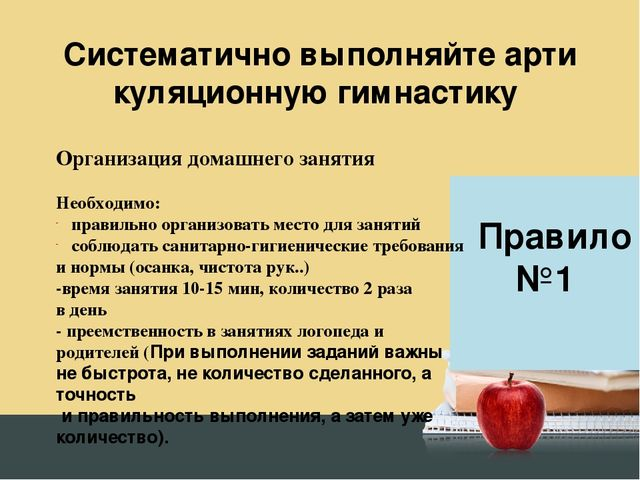 Систематично выполняйте арти
куляционную гимнастику
Организация домашнего занятия
Необходимо:
- правильно организовать место для занятий
- соблюдать санитарно-гигиенические требования
и нормы (осанка, чистота рук..)
-время занятия 10-15 мин, количество 2 раза
в день
- преемственность в занятиях логопеда и
родителей (При выполнении заданий важны
не быстрота, не количество сделанного, а
точность
и правильность выполнения, а затем уже
количество).
Правило
№1